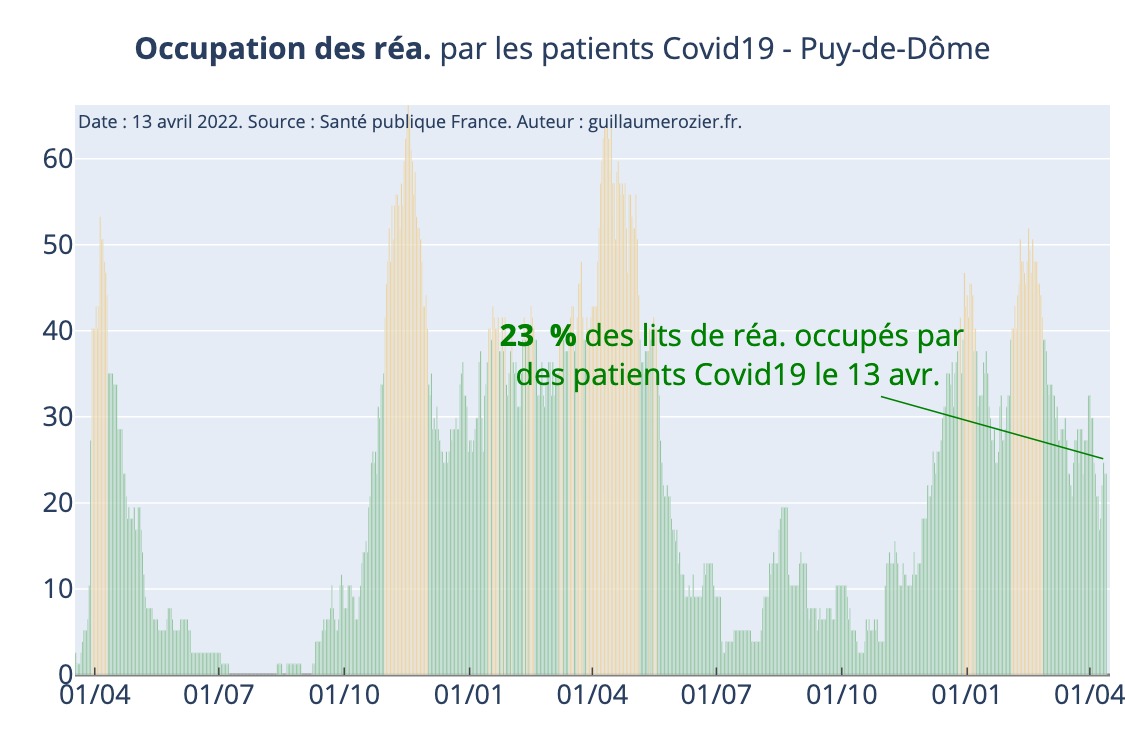 Occupation des réa. par les patients Covid19 - Puy-de-Dôme
Date : 13 avril 2022. Source : Santé publique France. Auteur : guillaumerozier.fr.
60
50
40
23  % des lits de réa. occupés par
des patients Covid19 le 13 avr.
30
20
10
0
01/04 01/07 01/10 01/01 01/04 01/07 01/10 01/01 01/04